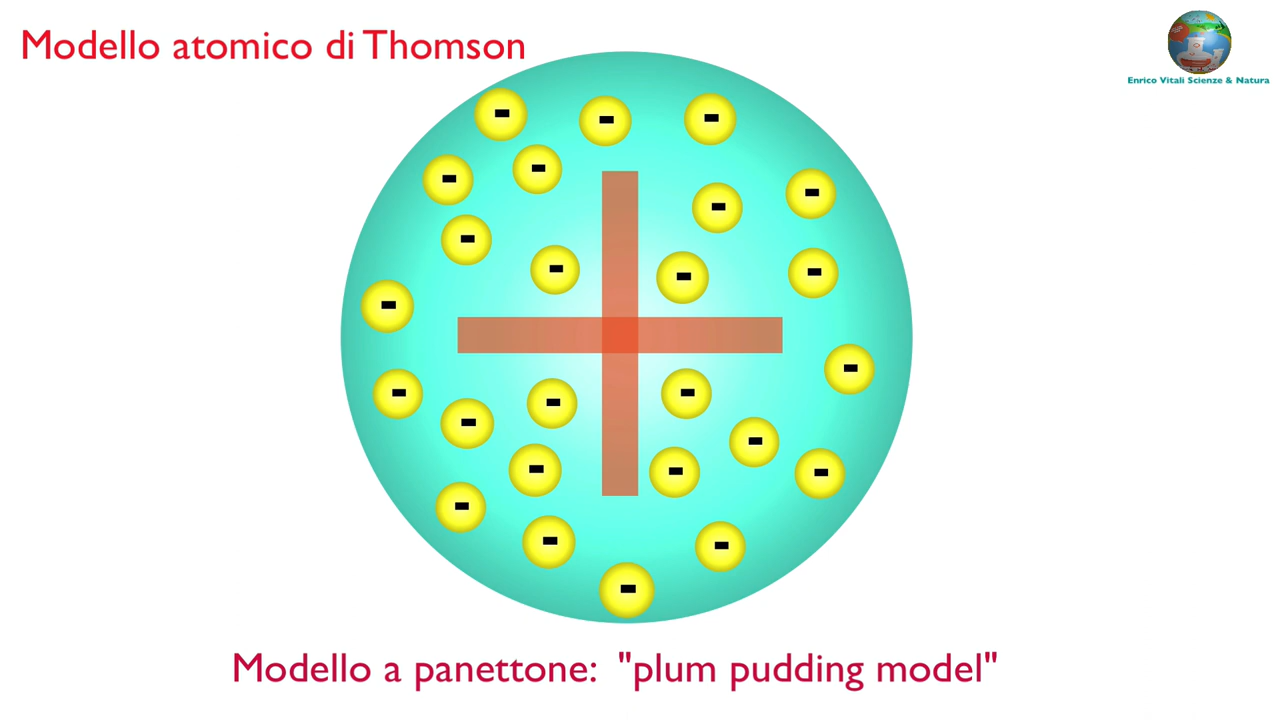 Modello atomico di Thomson
Enrico Vitali Scienze & Natura
Modello a panettone: "plum pudding model"